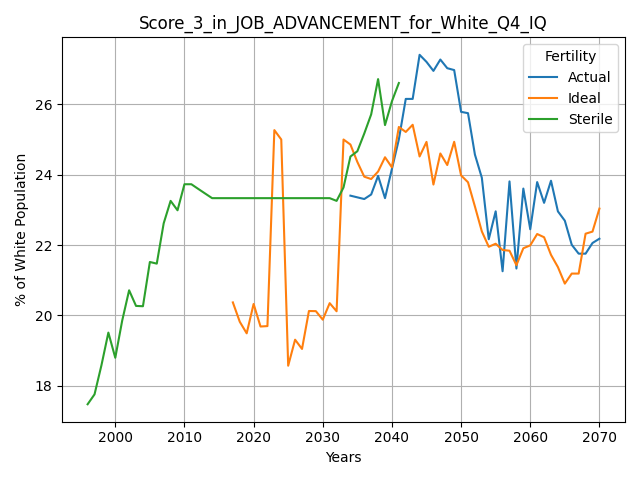 Score_3_in_JOB_ADVANCEMENT_for_White_Q4_IQ
Fertility
Actual
Ideal
Sterile
% of White Population
26
24
22
20
18
2000 2010 2020 2030 2040 2050 2060 2070
Years